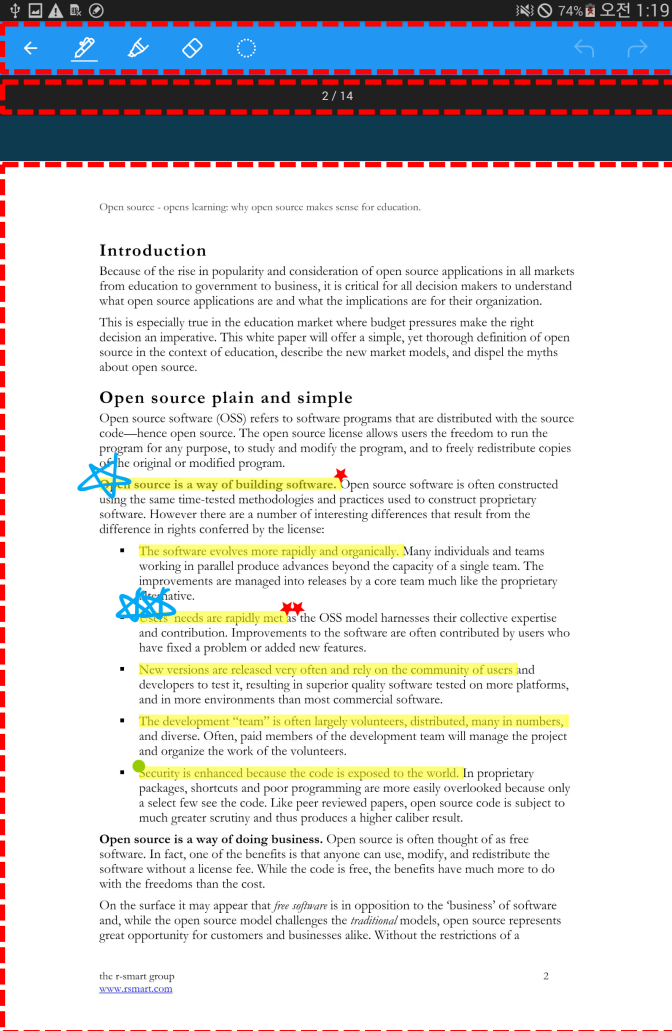 74% 오전 1:19
2 / 14
Open source - opens learning: why open source makes sense for education.
Introduction
Because of the rise in popularity and consideration of open source applications in all markets
from education to government to business, it is critical for all decision makers to understand
what open source applications are and what the implications are for their organization.
This is especially true in the education market where budget pressures make the right
decision an imperative. This white paper will offer a simple, yet thorough definition of open
source in the context of education, describe the new market models, and dispel the myths
about open source.
Open source plain and simple
Open source software (OSS) refers to software programs that are distributed with the source
code—hence open source. The open source license allows users the freedom to run the
program for any purpose, to study and modify the program, and to freely redistribute copies
of the original or modified program.
Open source is a way of building software. Open source software is often constructed
using the same time-tested methodologies and practices used to construct proprietary
software. However there are a number of interesting differences that result from the
difference in rights conferred by the license:
▪ The software evolves more rapidly and organically. Many individuals and teams
working in parallel produce advances beyond the capacity of a single team. The
improvements are managed into releases by a core team much like the proprietary
alternative.
▪ Users' needs are rapidly met as the OSS model harnesses their collective expertise
and contribution. Improvements to the software are often contributed by users who
have fixed a problem or added new features.
▪ New versions are released very often and rely on the community of users and
developers to test it, resulting in superior quality software tested on more platforms,
and in more environments than most commercial software.
▪ The development “team” is often largely volunteers, distributed, many in numbers,
and diverse. Often, paid members of the development team will manage the project
and organize the work of the volunteers.
▪ Security is enhanced because the code is exposed to the world. In proprietary
packages, shortcuts and poor programming are more easily overlooked because only
a select few see the code. Like peer reviewed papers, open source code is subject to
much greater scrutiny and thus produces a higher caliber result.
Open source is a way of doing business. Open source is often thought of as free
software. In fact, one of the benefits is that anyone can use, modify, and redistribute the
software without a license fee. While the code is free, the benefits have much more to do
with the freedoms than the cost.
On the surface it may appear that free software is in opposition to the ‘business’ of software
and, while the open source model challenges the traditional models, open source represents
great opportunity for customers and businesses alike. Without the restrictions of a
the r-smart group 2
www.rsmart.com